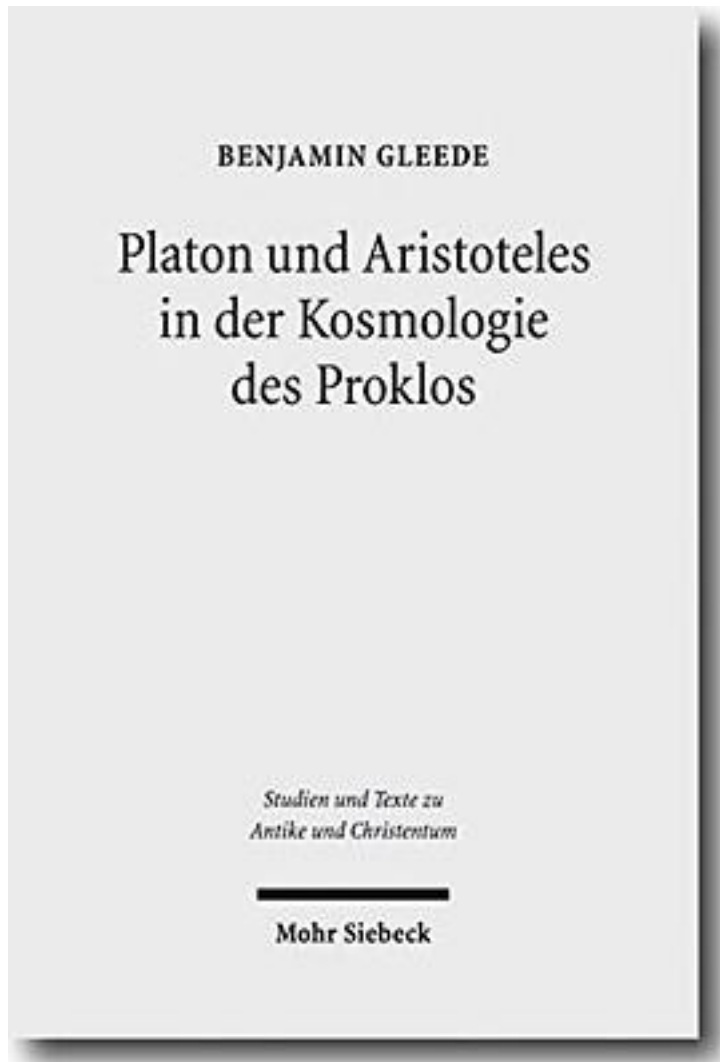 BENJAMIN GLEEDE
Platon und Aristoteles
in der Kosmologie
des Proklos
Studien und Texte zu
Antike und Christentum
Mohr Siebeck